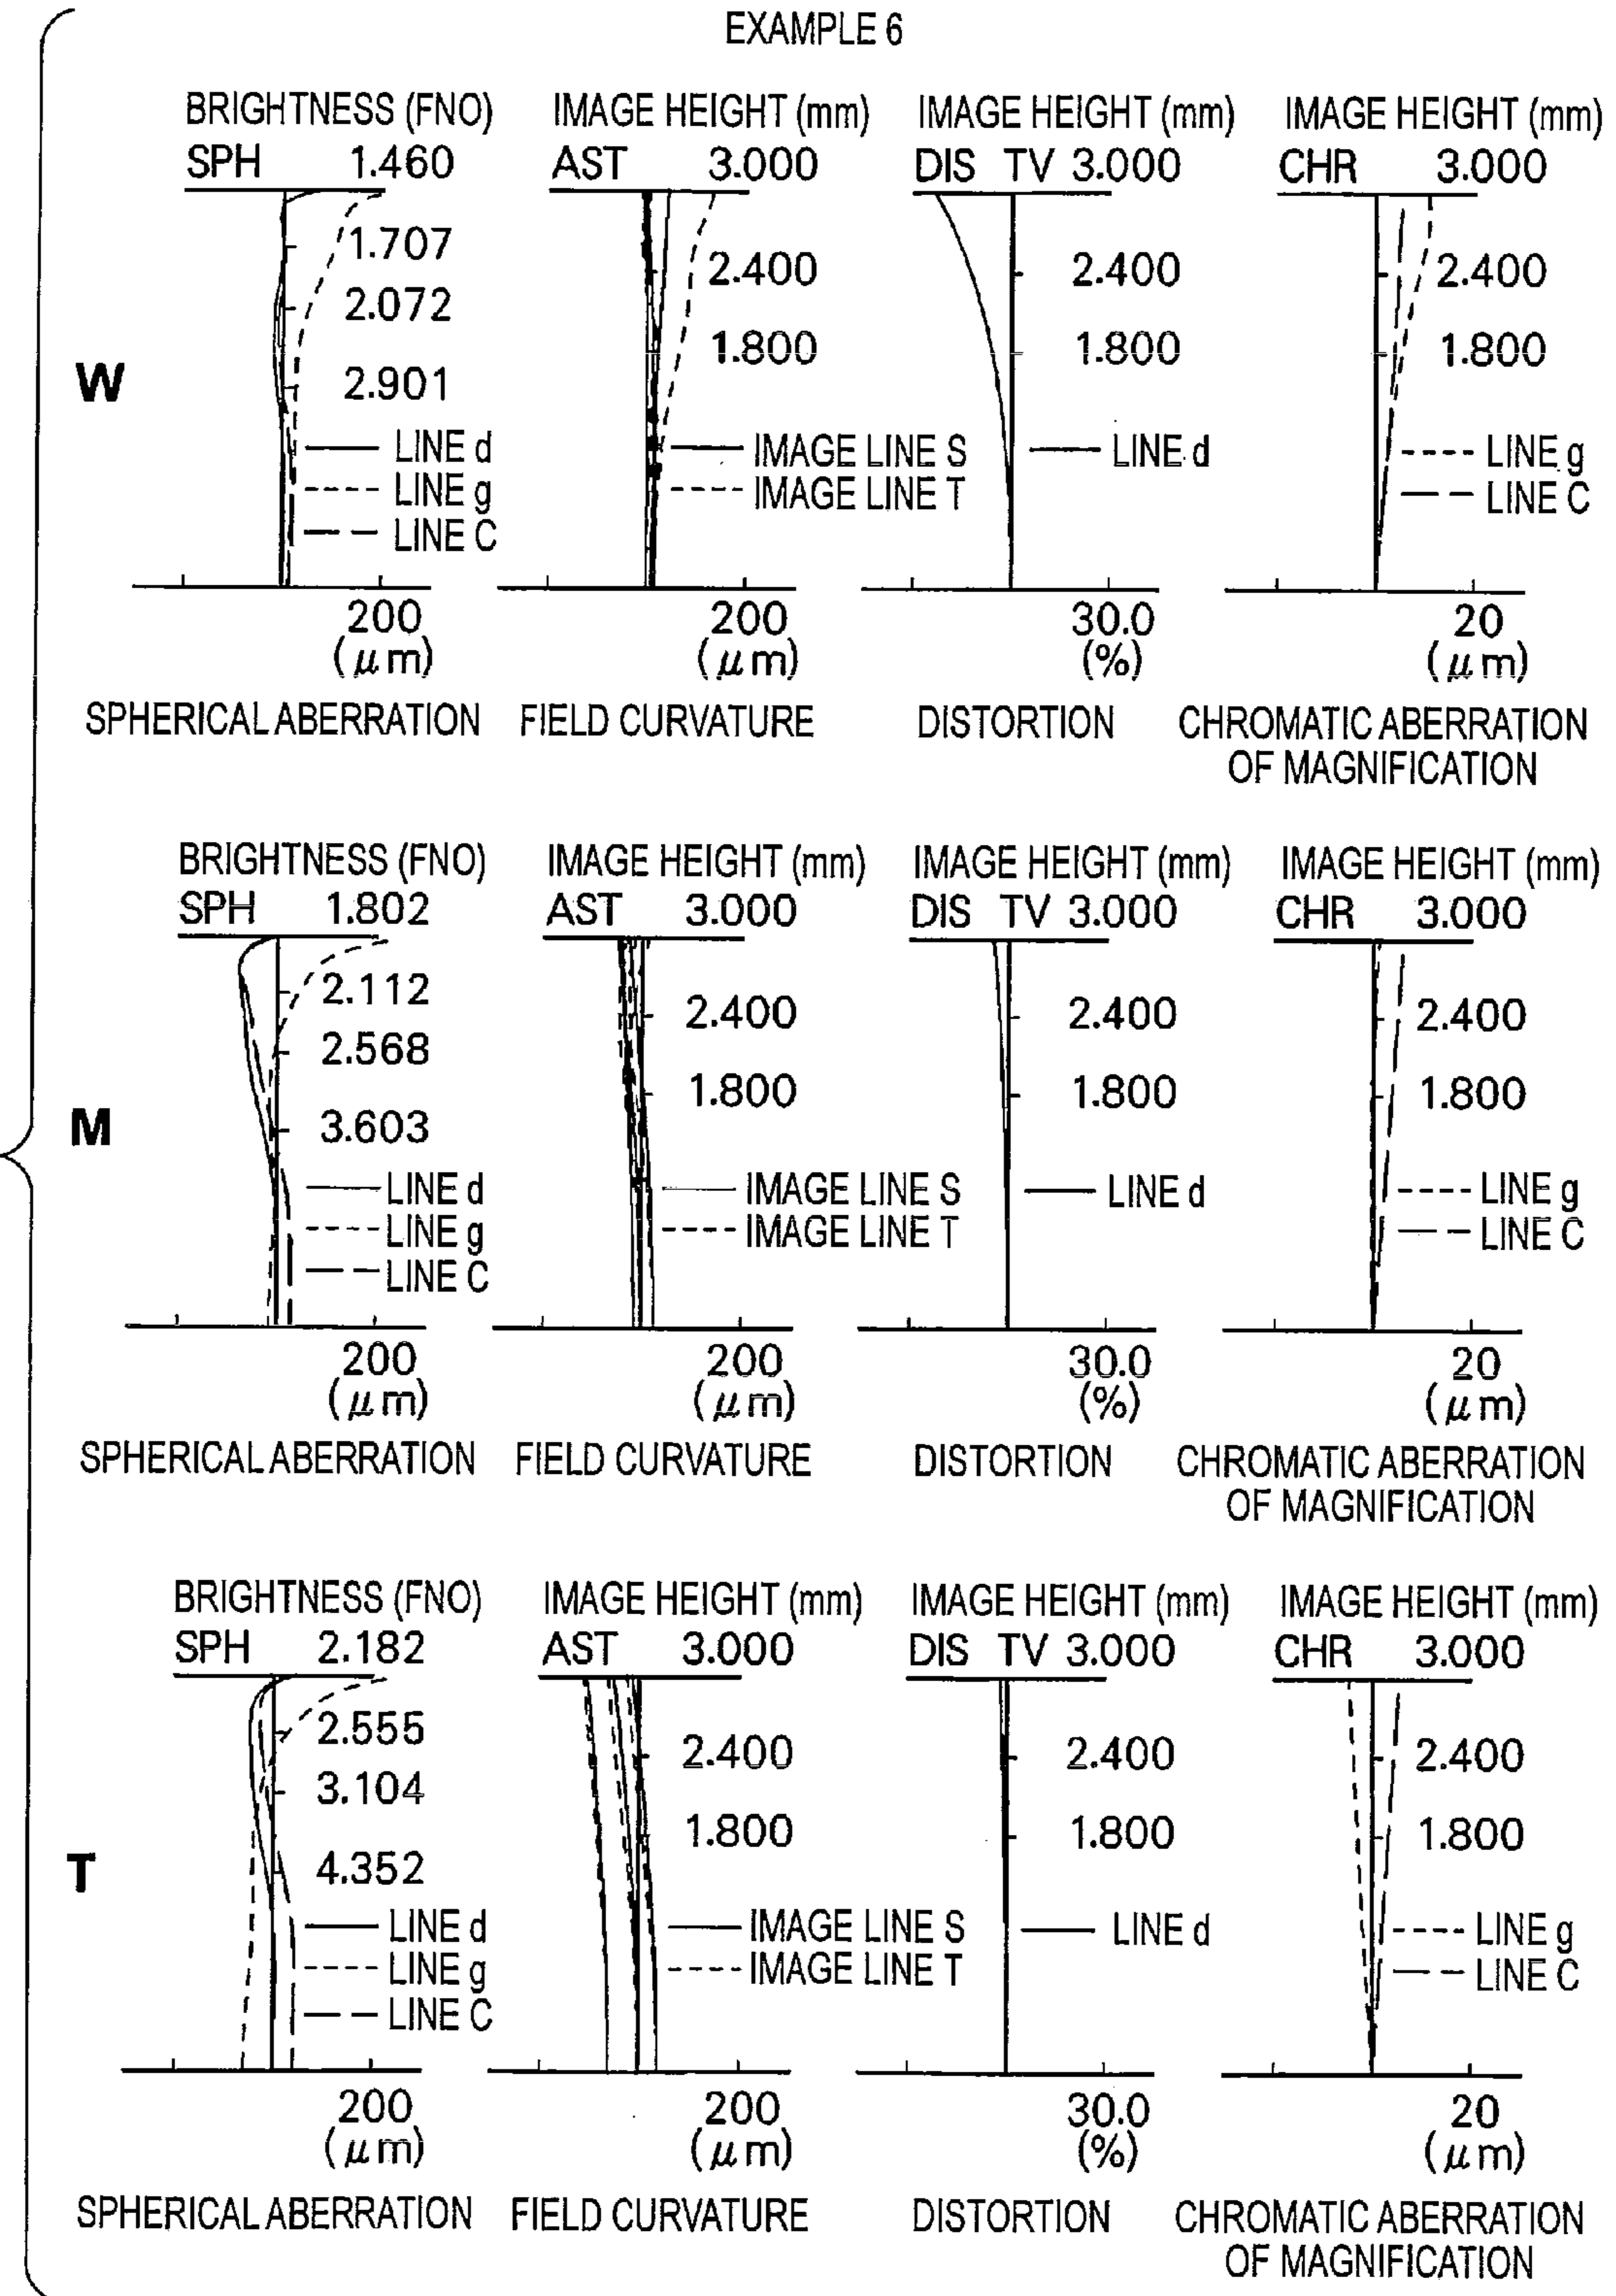 EXAMPLE 6
BRIGHTNESS (FNO) IMAGE HEIGHT (mm) IMAGE HEIGHT (mm) IMAGE HEIGHT (mm)
SPH 1.460 AST 3.000 DIS TV 3.000 CHR 3.000
1.707 2.400 2.400 2.400
2.072 1.800 1.800 1.800
W 2.901
LINE d IMAGE LINE S LINE d LINE g
LINE g IMAGE LINE T LINE C
LINE C
200 200 30.0 20
(μm) (μm) (%) (μm)
SPHERICAL ABERRATION FIELD CURVATURE DISTORTION CHROMATIC ABERRATION
OF MAGNIFICATION
BRIGHTNESS (FNO) IMAGE HEIGHT (mm) IMAGE HEIGHT (mm) IMAGE HEIGHT (mm)
SPH 1.802 AST 3.000 DIS TV 3.000 CHR 3.000
2.112 2.400 2.400 2.400
2.568 1.800 1.800 1.800
M 3.603
LINE d IMAGE LINE S LINE d LINE g
LINE g IMAGE LINE T LINE C
LINE C
200 200 30.0 20
(μm) (μm) (%) (μm)
SPHERICAL ABERRATION FIELD CURVATURE DISTORTION CHROMATIC ABERRATION
OF MAGNIFICATION
BRIGHTNESS (FNO) IMAGE HEIGHT (mm) IMAGE HEIGHT (mm) IMAGE HEIGHT (mm)
SPH 2.182 AST 3.000 DIS TV 3.000 CHR 3.000
2.555 2.400 2.400 2.400
3.104 1.800 1.800 1.800
T 4.352
LINE d IMAGE LINE S LINE d LINE g
LINE g IMAGE LINE T LINE C
LINE C
200 200 30.0 20
(μm) (μm) (%) (μm)
SPHERICAL ABERRATION FIELD CURVATURE DISTORTION CHROMATIC ABERRATION
OF MAGNIFICATION